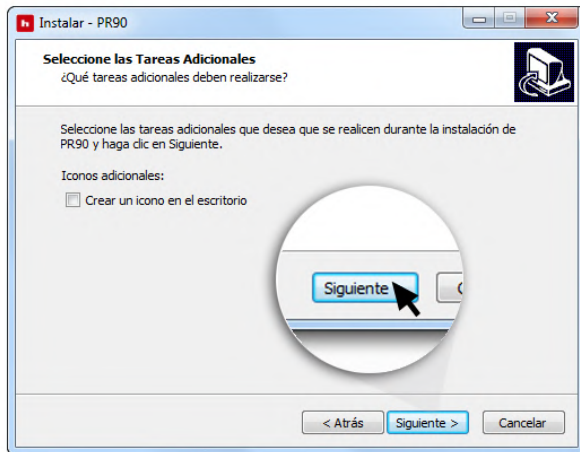 Instalar - PR90
Seleccione las Tareas Adicionales
¿Qué tareas adicionales deben realizarse?
Seleccione las tareas adicionales que desea que se realicen durante la instalación de
PR90 y haga clic en Siguiente.
Iconos adicionales:
Crear un icono en el escritorio
Siguiente
< Atrás
Siguiente >
Cancelar